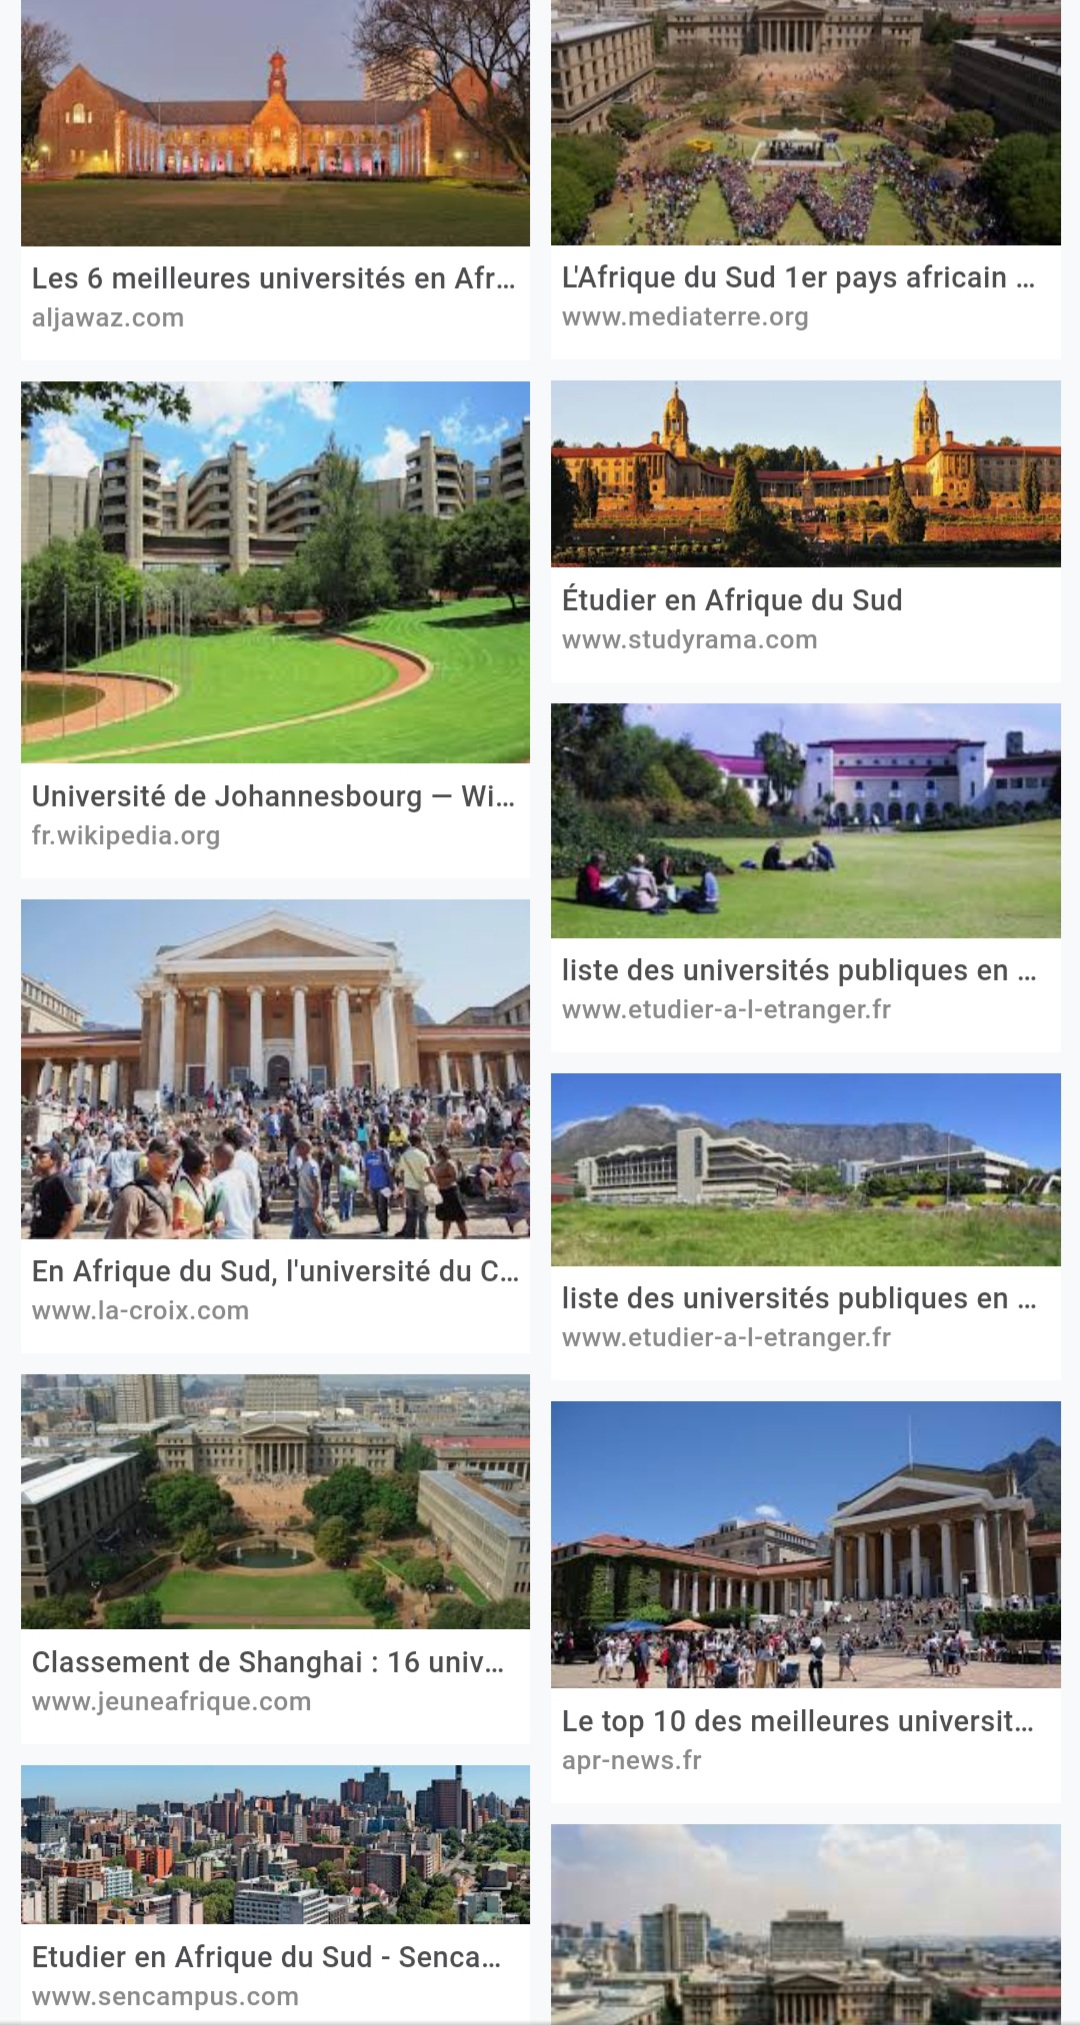 Les 6 meilleures universités en Afr...
aljawaz.com
L'Afrique du Sud 1er pays africain ...
www.mediaterre.org
Université de Johannesbourg — Wi...
fr.wikipedia.org
Étudier en Afrique du Sud
www.studyrama.com
liste des universités publiques en ...
www.etudier-a-l-etranger.fr
En Afrique du Sud, l'université du C...
www.la-croix.com
liste des universités publiques en ...
www.etudier-a-l-etranger.fr
Classement de Shanghai : 16 univ...
www.jeuneafrique.com
Le top 10 des meilleures universit...
apr-news.fr
Etudier en Afrique du Sud - Senca...
www.sencampus.com